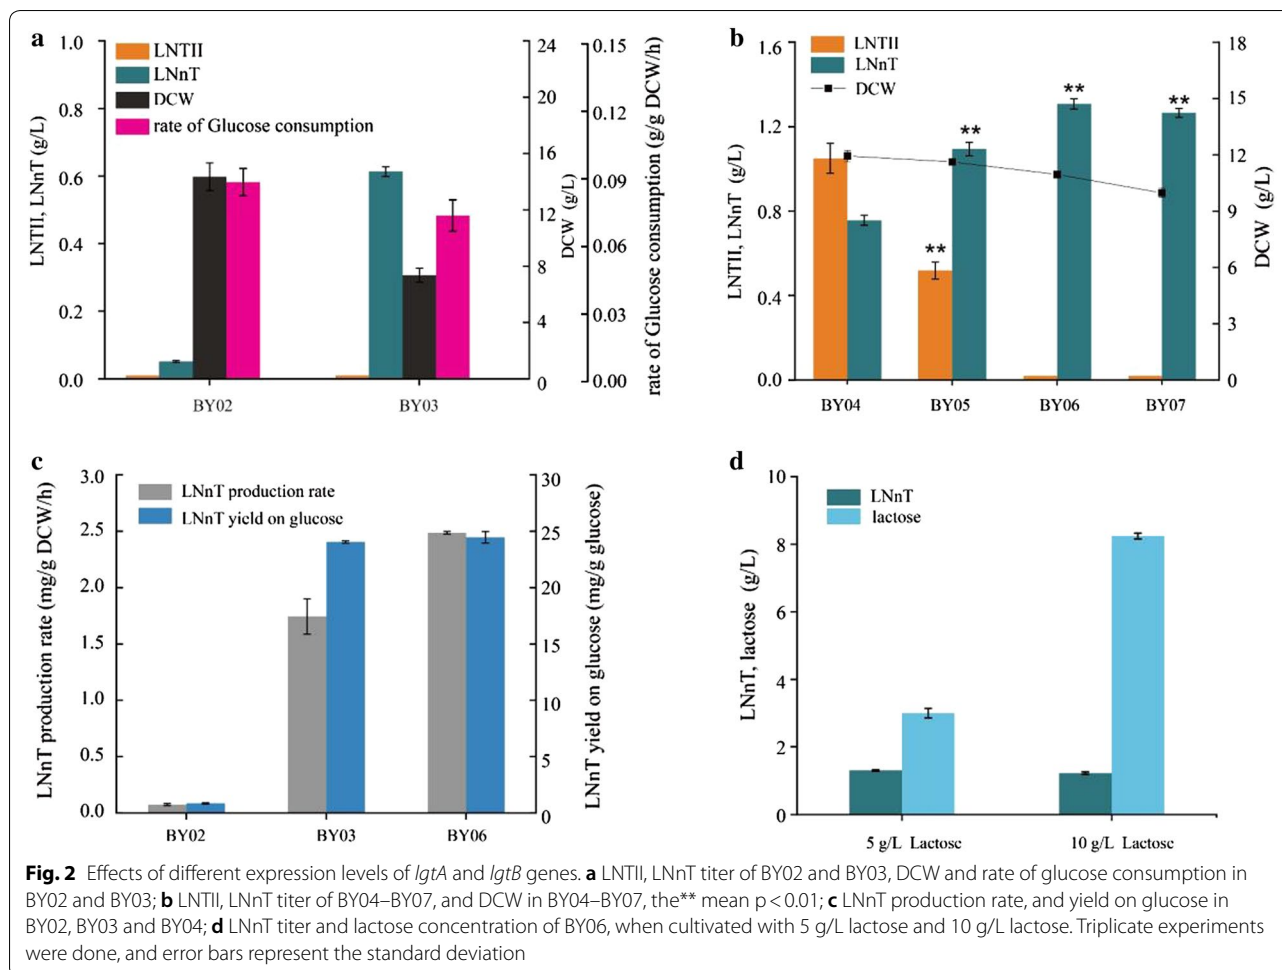 a
LNTII
LNnT
DCW
rate of Glucose consumption
LNTII, LNnT (g/L)
1.0
0.8
0.6
0.4
0.2
0.0
BY02
BY03
24
20
16
12
8
4
0
DCW (g/L)
0.15
0.12
0.09
0.06
0.03
0.00
rate of Glucose consumption (g/g DCW/h)
b
LNTII
LNnT
DCW
LNTII, LNnT (g/L)
1.6
1.2
0.8
0.4
0.0
**
**
**
**
BY04
BY05
BY06
BY07
18
15
12
9
6
3
0
DCW (g/L)
c
LNnT production rate
LNnT yield on glucose
LNnT production rate (mg/g DCW/h)
3.0
2.5
2.0
1.5
1.0
0.5
0.0
BY02
BY03
BY06
30
25
20
15
10
5
0
LNnT yield on glucose (mg/g glucose)
d
LNnT
lactose
LNnT, lactose (g/L)
10
8
6
4
2
0
5 g/L Lactose
10 g/L Lactose
Fig. 2 Effects of different expression levels of lgtA and lgtB genes. a LNTII, LNnT titer of BY02 and BY03, DCW and rate of glucose consumption in
BY02 and BY03; b LNTII, LNnT titer of BY04–BY07, and DCW in BY04–BY07, the** mean p < 0.01; c LNnT production rate, and yield on glucose in
BY02, BY03 and BY04; d LNnT titer and lactose concentration of BY06, when cultivated with 5 g/L lactose and 10 g/L lactose. Triplicate experiments
were done, and error bars represent the standard deviation